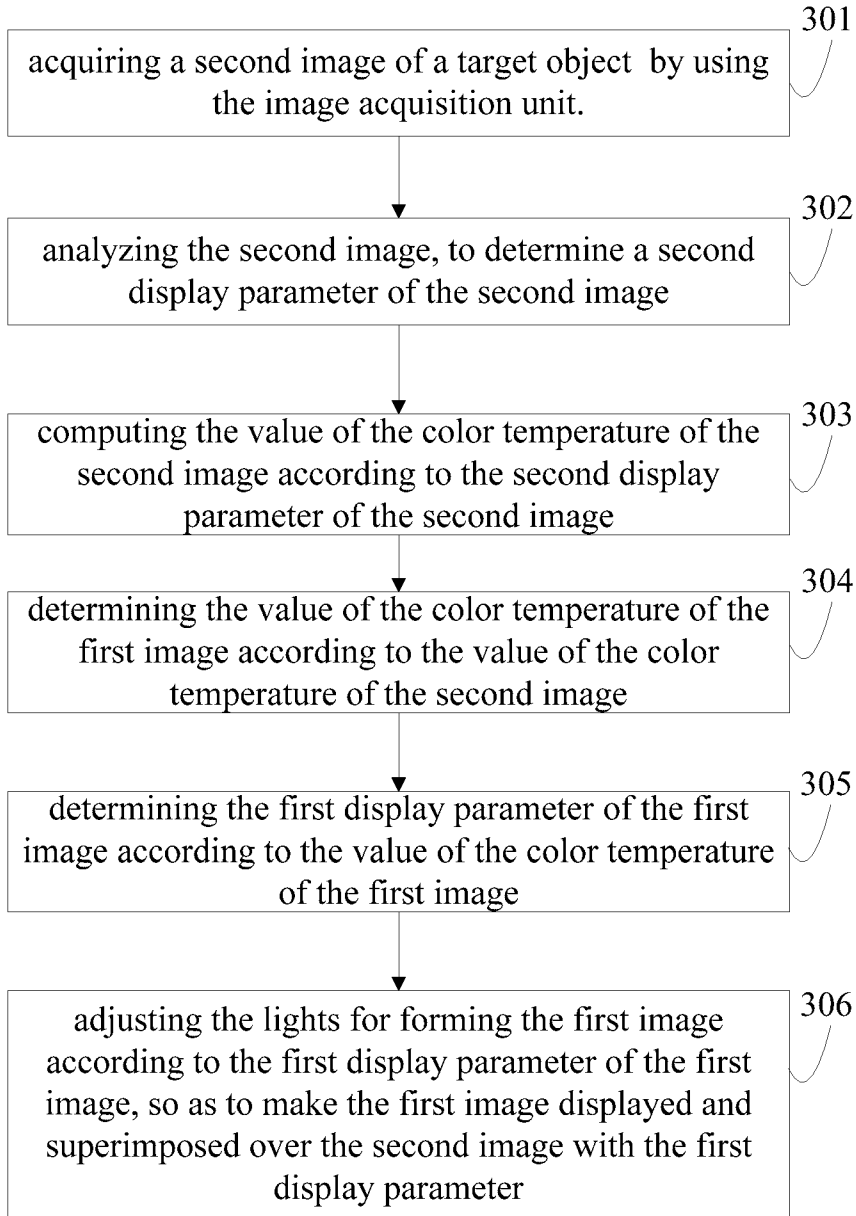 301
acquiring a second image of a target object by using
the image acquisition unit.
302
analyzing the second image, to determine a second
display parameter of the second image
303
computing the value of the color temperature of the
second image according to the second display
parameter of the second image
304
determining the value of the color temperature of the
first image according to the value of the color
temperature of the second image
305
determining the first display parameter of the first
image according to the value of the color temperature
of the first image
306
adjusting the lights for forming the first image
according to the first display parameter of the first
image, so as to make the first image displayed and
superimposed over the second image with the first
display parameter